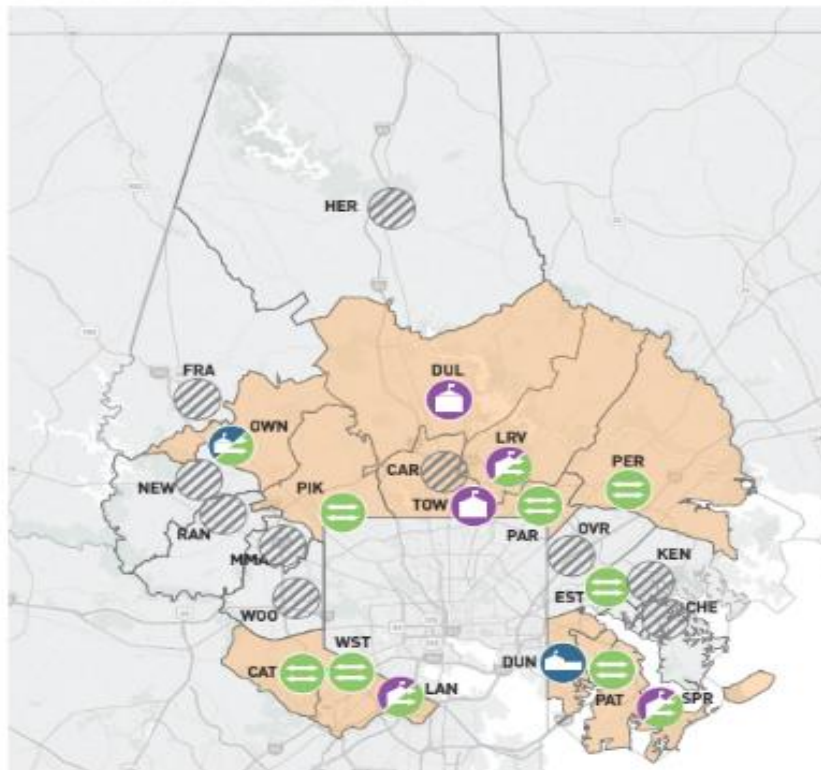 HER
FRA
DUL
OWN
LRV
CAR
PER
NEW
PIK
TOW
RAN
PAR
OVR
MMA
KEN
EST
WOO
CHE
WST
CAT
DUN
LAN
PAT
SPR